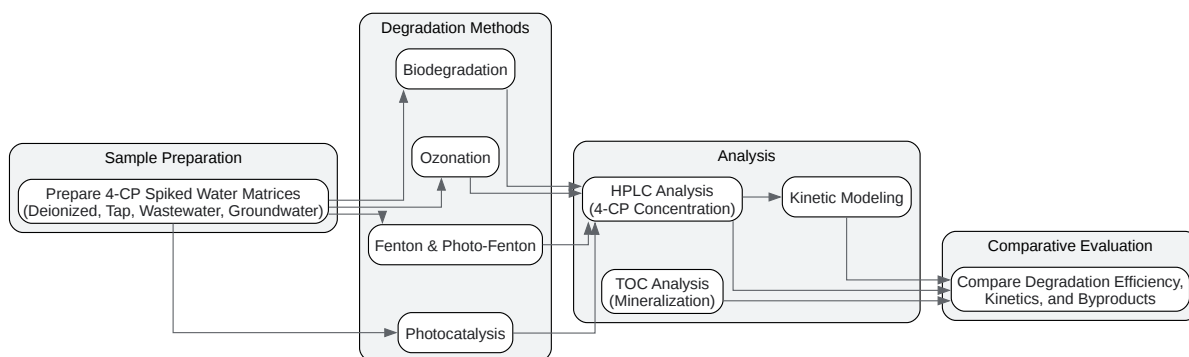 Degradation Methods
Biodegradation
Ozonation
Fenton & Photo-Fenton
Photocatalysis
Sample Preparation
Prepare 4-CP Spiked Water Matrices
(Deionized, Tap, Wastewater, Groundwater)
Analysis
HPLC Analysis
(4-CP Concentration)
Kinetic Modeling
TOC Analysis
(Mineralization)
Comparative Evaluation
Compare Degradation Efficiency,
Kinetics, and Byproducts